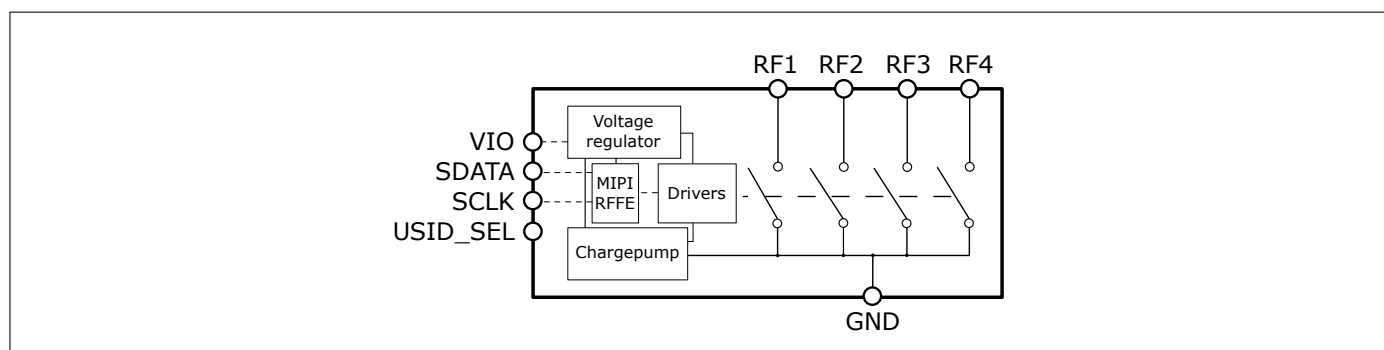 RF1 RF2 RF3 RF4
Voltage
regulator
VIO
SDATA
MIPI
RFFE
Drivers
SCLK
USID_SEL
Chargepump
GND